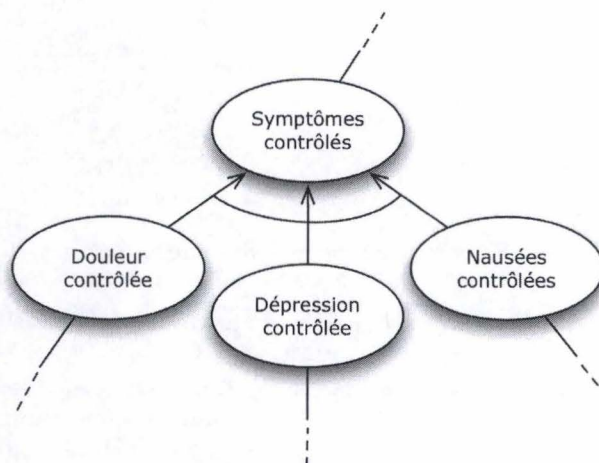 Symptômes
contrôlés
Douleur
contrôlée
Dépression
contrôlée
Nausées
contrôlées